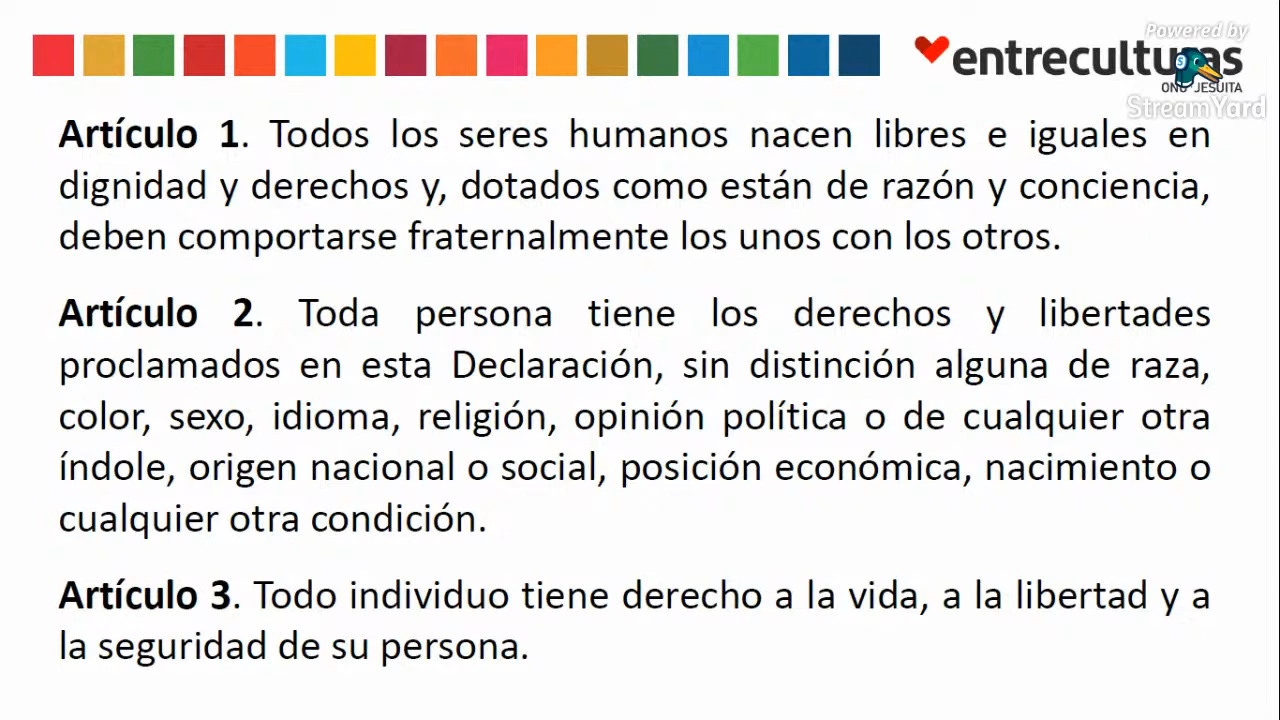 Powered by
entreculturas
ONG JESUITA
StreamYard
Artículo 1. Todos los seres humanos nacen libres e iguales en
dignidad y derechos y, dotados como están de razón y conciencia,
deben comportarse fraternalmente los unos con los otros.
Artículo 2. Toda persona tiene los derechos y libertades
proclamados en esta Declaración, sin distinción alguna de raza,
color, sexo, idioma, religión, opinión política o de cualquier otra
índole, origen nacional o social, posición económica, nacimiento o
cualquier otra condición.
Artículo 3. Todo individuo tiene derecho a la vida, a la libertad y a
la seguridad de su persona.